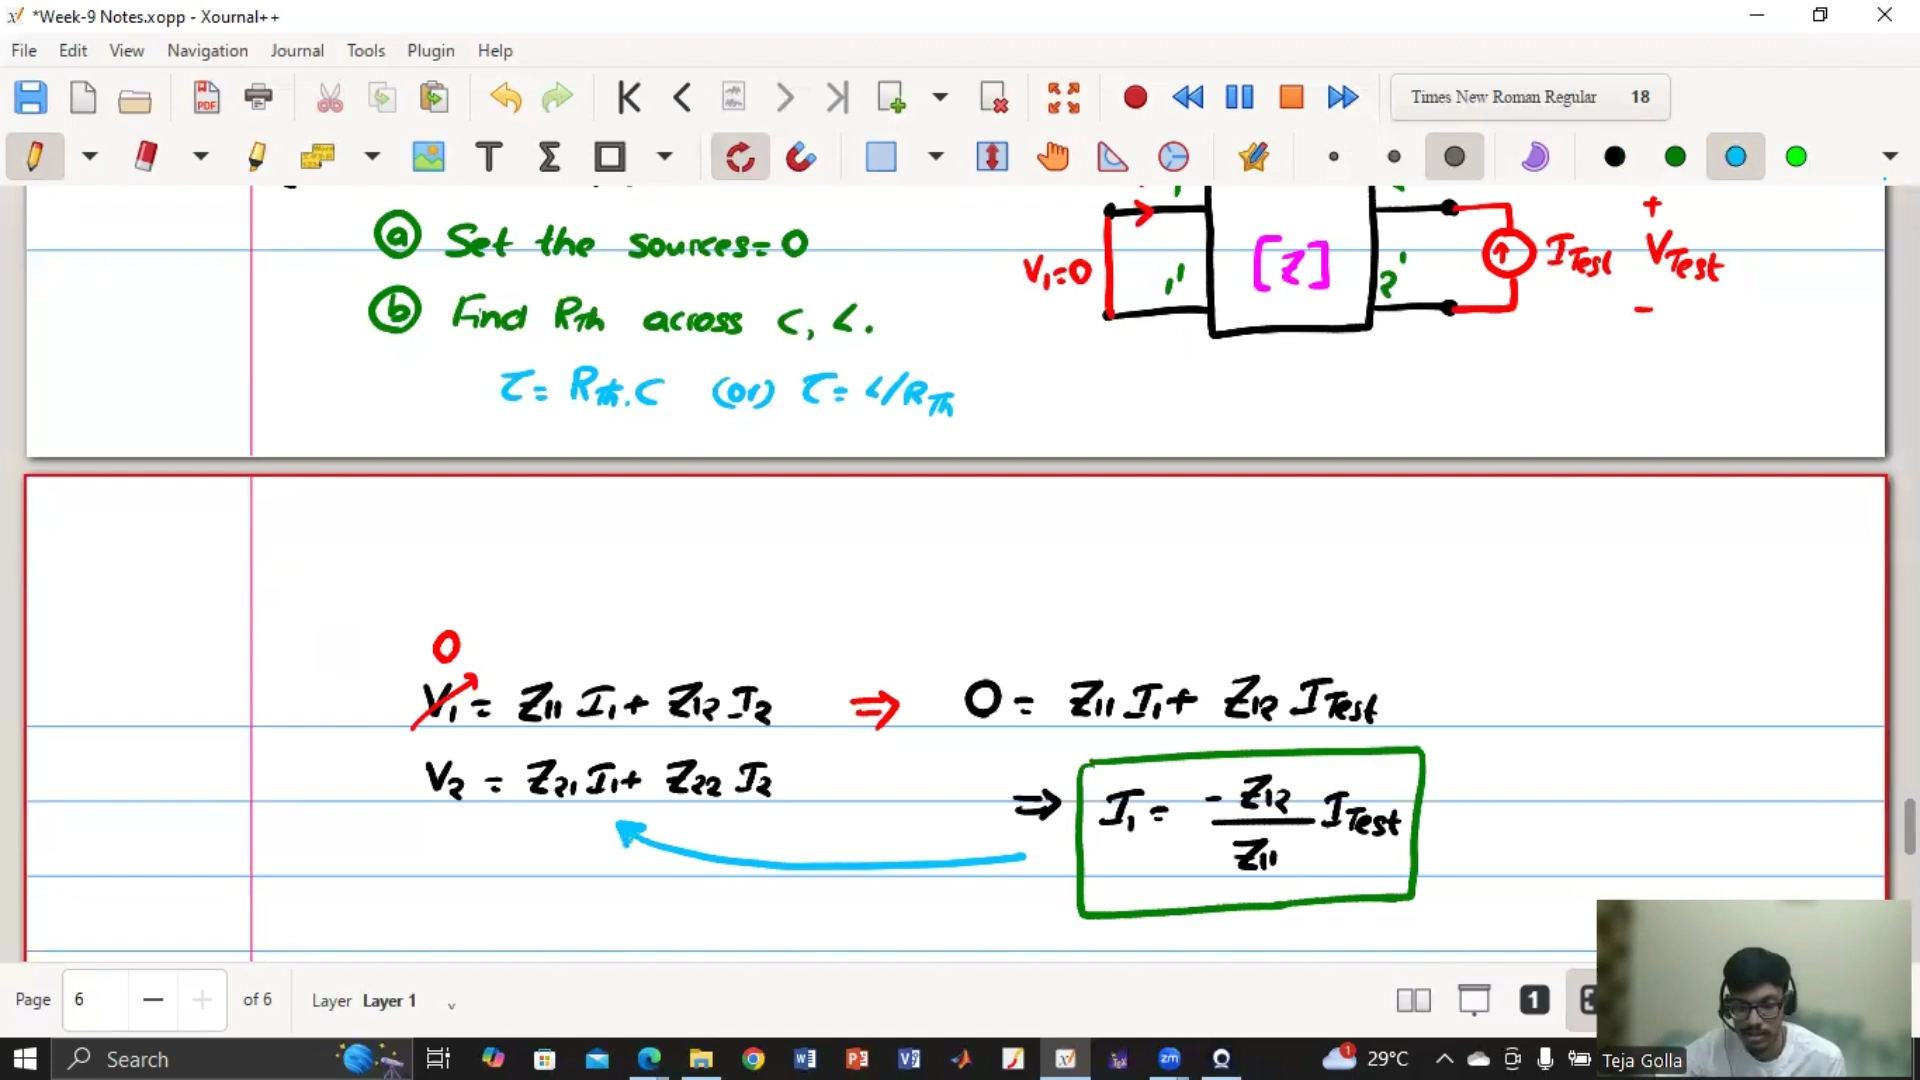 *Week-9 Notes.xopp - Xournal++
File Edit View Navigation Journal Tools Plugin Help
Times New Roman Regular 18
ⓐ Set the sources = 0
ⓑ Find RTh across C, L.
τ = Rth.C (or) τ = L/RTh
V1=0
1'
[Z]
2'
ITest
+
VTest
-
0
V1 = Z11 I1 + Z12 I2 ⇒ 0 = Z11 I1 + Z12 ITest
V2 = Z21 I1 + Z22 I2
⇒ I1 = -Z12/Z11 ITest
Page 6 of 6 Layer Layer 1
1
Teja Golla
Search
1
29°C